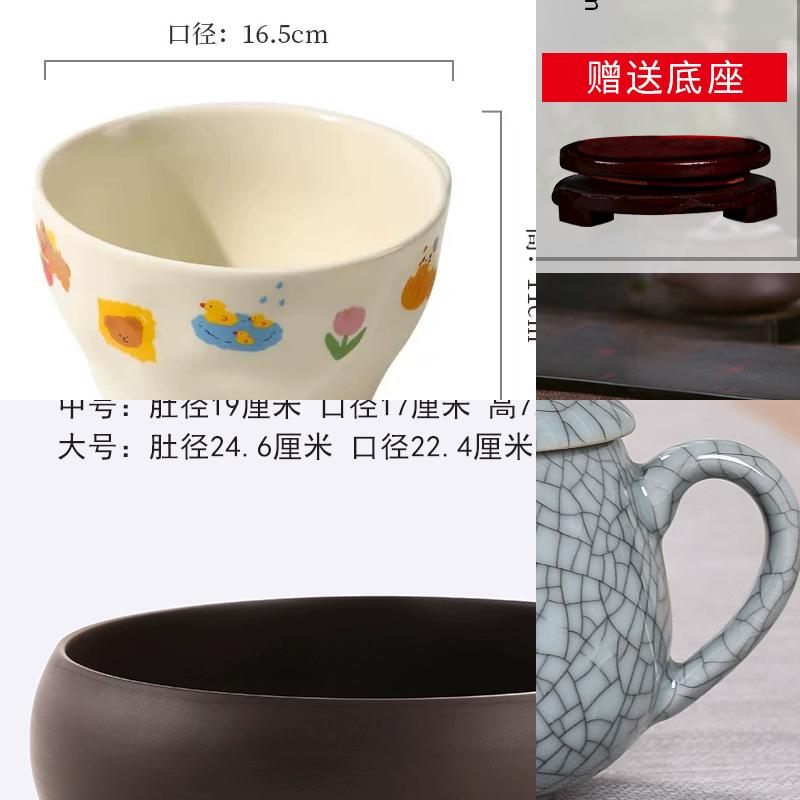 口径：16.5cm
赠送底座
高：11cm
中号：肚径19厘米 口径17厘米 高7
大号：肚径24.6厘米 口径22.4厘米